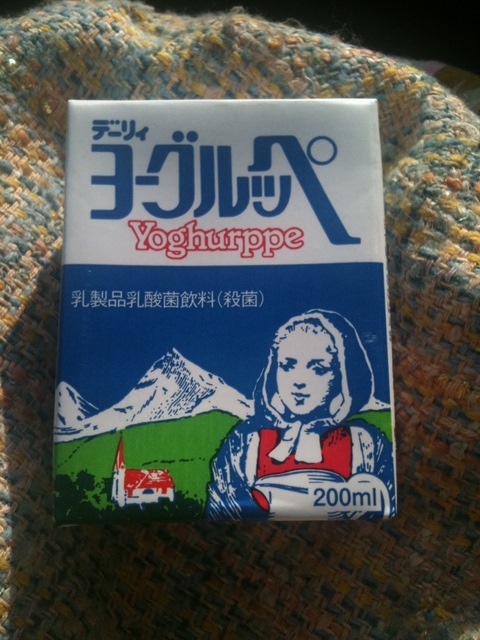 デーリィ
ヨーグルッペ
Yoghurppe
乳製品乳酸菌飲料(殺菌)
200ml